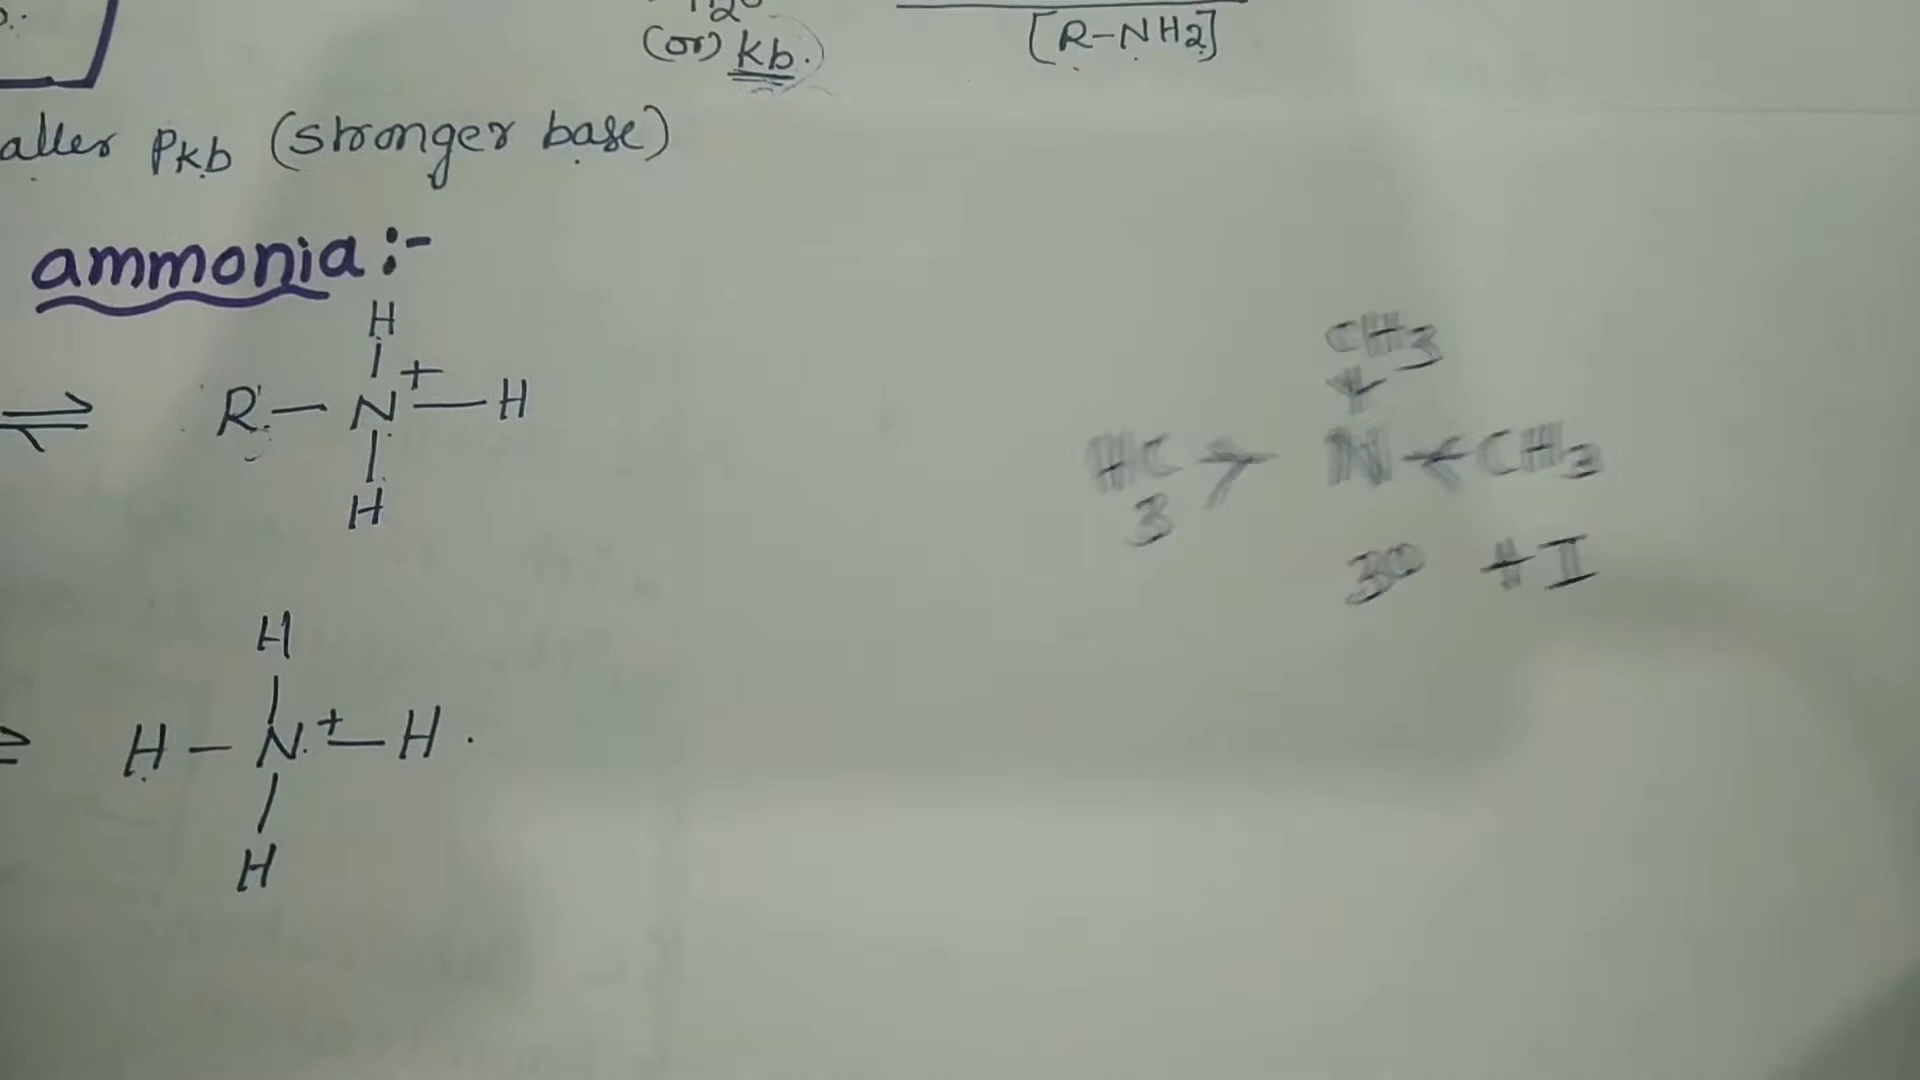 (or) kb.
[R-NH2]
aller Pkb (stronger base)
ammonia :-
H
R - N+ - H
H
CH3
H3C N CH3
3° +I
H
H - N+ - H.
H